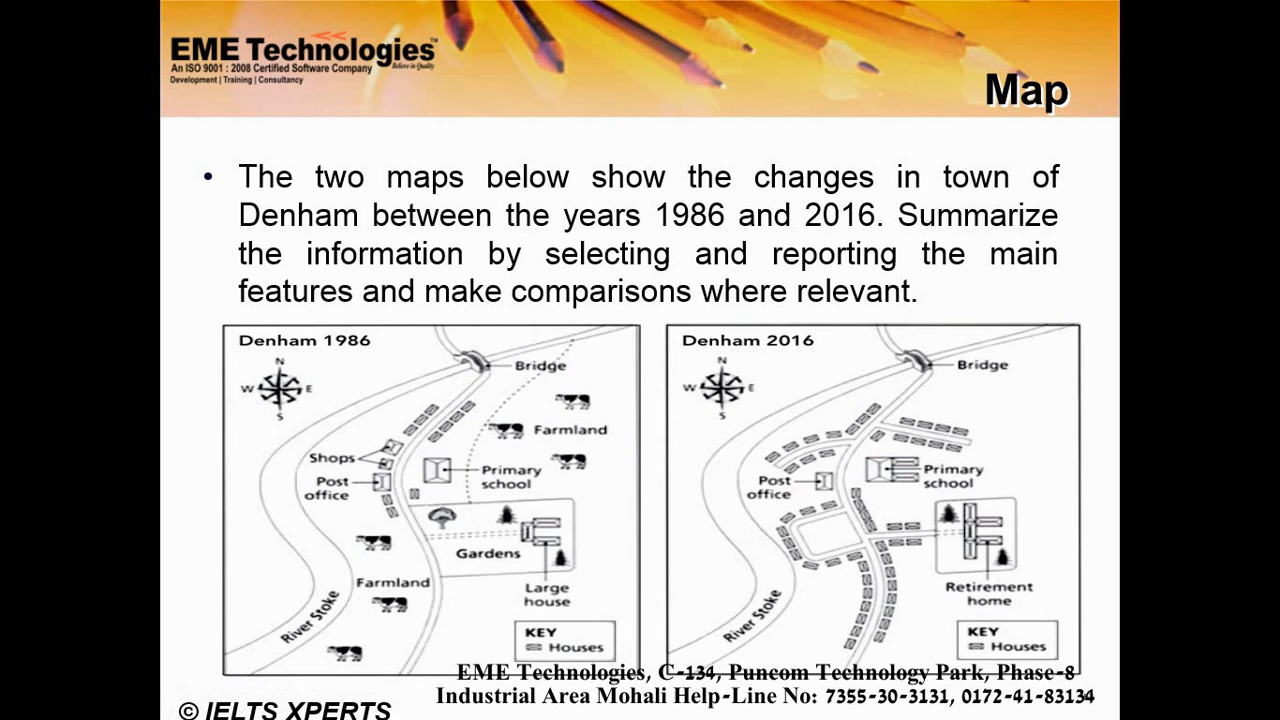 EME Technologies™
An ISO 9001 : 2008 Certified Software Company
Believe in Quality
Development | Training | Consultancy
Map
• The two maps below show the changes in town of
Denham between the years 1986 and 2016. Summarize
the information by selecting and reporting the main
features and make comparisons where relevant.
Denham 1986
N
W E
S
Bridge
Farmland
Shops
Post
office
Primary
school
Gardens
Farmland
Large
house
River Stoke
KEY
Houses
Denham 2016
N
W E
S
Bridge
Post
office
Primary
school
Retirement
home
River Stoke
KEY
Houses
EME Technologies, C-134, Puncom Technology Park, Phase-8
Industrial Area Mohali Help-Line No: 7355-30-3131, 0172-41-83134
© IELTS XPERTS